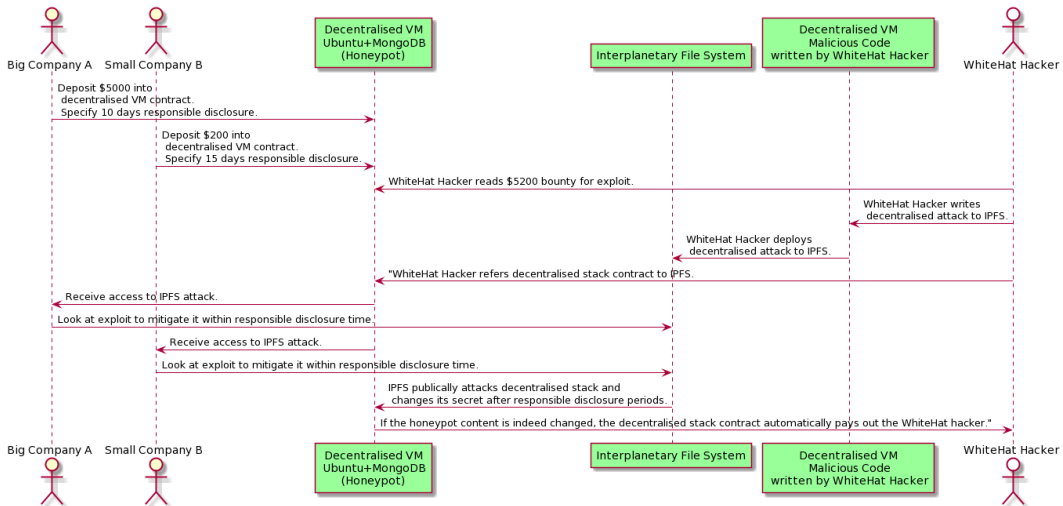 Big Company A
Small Company B
Decentralised VM
Ubuntu+MongoDB
(Honeypot)
Interplanetary File System
Decentralised VM
Malicious Code
written by WhiteHat Hacker
WhiteHat Hacker
Deposit $5000 into
decentralised VM contract.
Specify 10 days responsible disclosure.
Deposit $200 into
decentralised VM contract.
Specify 15 days responsible disclosure.
WhiteHat Hacker reads $5200 bounty for exploit.
WhiteHat Hacker writes
decentralised attack to IPFS.
WhiteHat Hacker deploys
decentralised attack to IPFS.
"WhiteHat Hacker refers decentralised stack contract to IPFS.
Receive access to IPFS attack.
Look at exploit to mitigate it within responsible disclosure time.
Receive access to IPFS attack.
Look at exploit to mitigate it within responsible disclosure time.
IPFS publically attacks decentralised stack and
changes its secret after responsible disclosure periods.
If the honeypot content is indeed changed, the decentralised stack contract automatically pays out the WhiteHat hacker."
Big Company A
Small Company B
Decentralised VM
Ubuntu+MongoDB
(Honeypot)
Interplanetary File System
Decentralised VM
Malicious Code
written by WhiteHat Hacker
WhiteHat Hacker